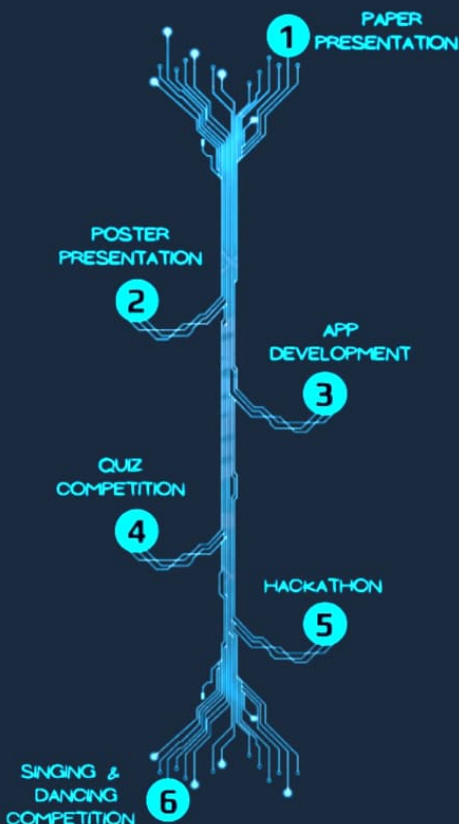 1
PAPER
PRESENTATION
POSTER
PRESENTATION
2
APP
DEVELOPMENT
3
QUIZ
COMPETITION
4
HACKATHON
5
SINGING &
DANCING
COMPETITION
6